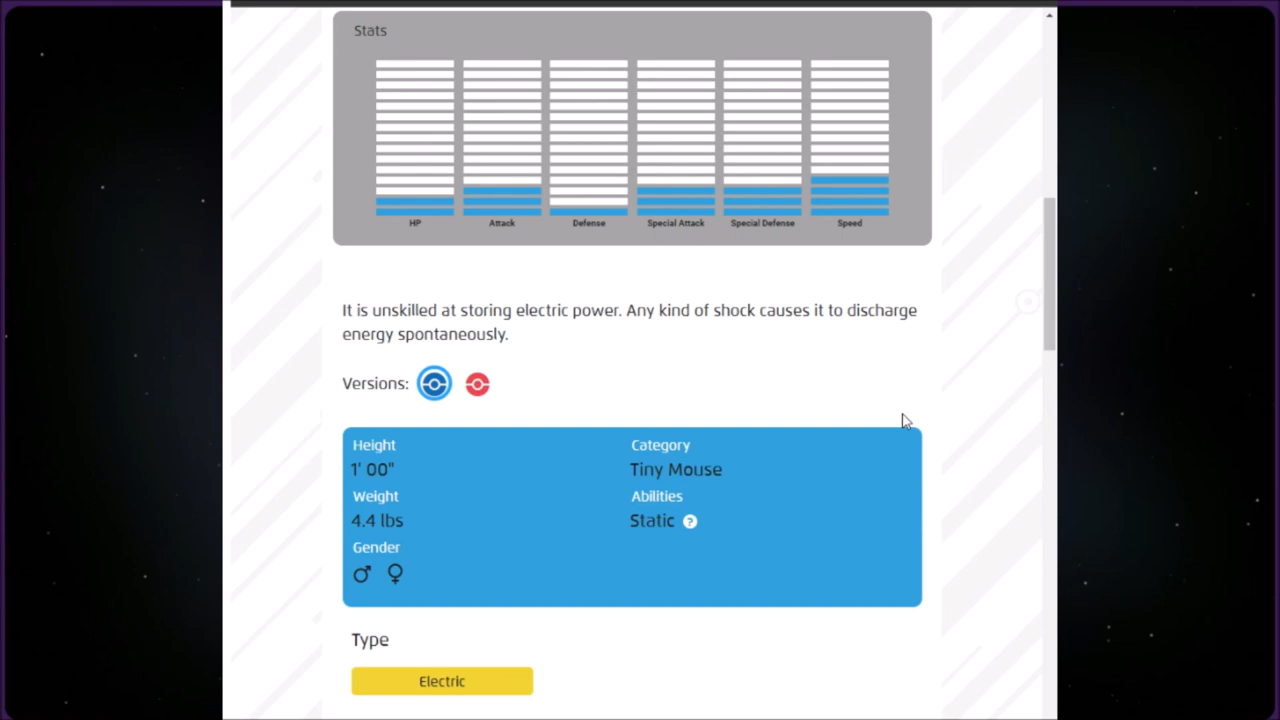 Stats
HP Attack Defense Special Attack Special Defense Speed
It is unskilled at storing electric power. Any kind of shock causes it to discharge
energy spontaneously.
Versions:
Height Category
1' 00" Tiny Mouse
Weight Abilities
4.4 lbs Static ?
Gender
Type
Electric